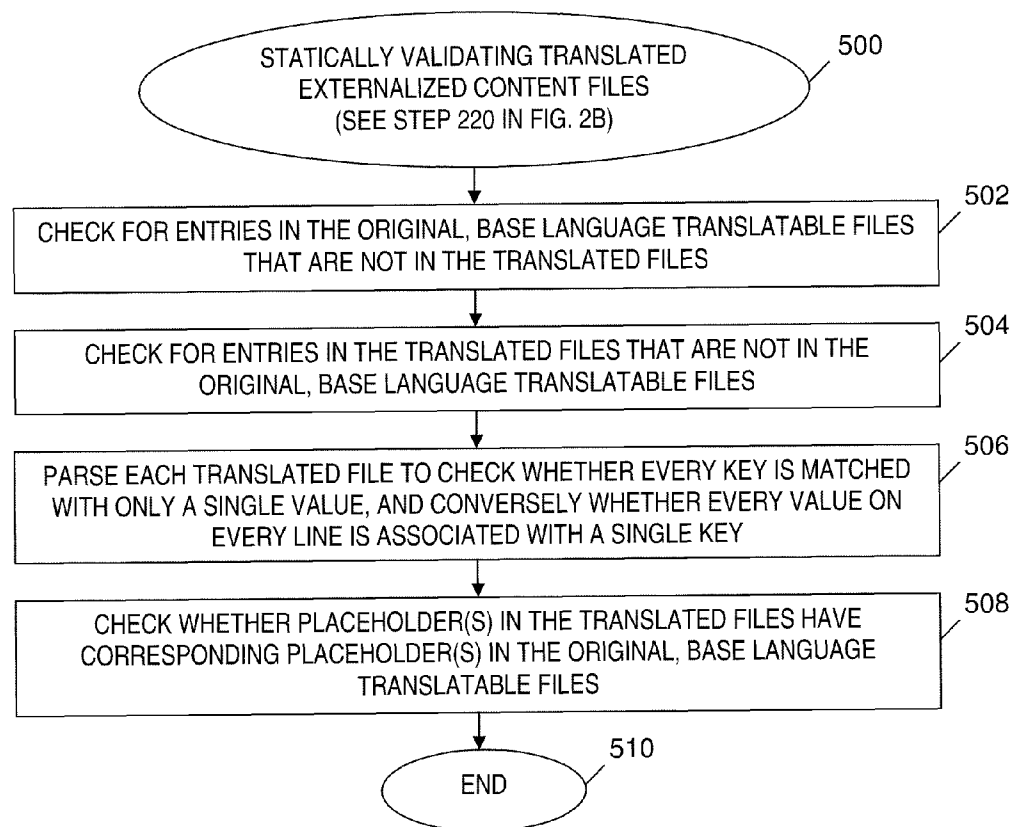 STATICALLY VALIDATING TRANSLATED
EXTERNALIZED CONTENT FILES
(SEE STEP 220 IN FIG. 2B)
500
CHECK FOR ENTRIES IN THE ORIGINAL, BASE LANGUAGE TRANSLATABLE FILES
THAT ARE NOT IN THE TRANSLATED FILES
502
CHECK FOR ENTRIES IN THE TRANSLATED FILES THAT ARE NOT IN THE
ORIGINAL, BASE LANGUAGE TRANSLATABLE FILES
504
PARSE EACH TRANSLATED FILE TO CHECK WHETHER EVERY KEY IS MATCHED
WITH ONLY A SINGLE VALUE, AND CONVERSELY WHETHER EVERY VALUE ON
EVERY LINE IS ASSOCIATED WITH A SINGLE KEY
506
CHECK WHETHER PLACEHOLDER(S) IN THE TRANSLATED FILES HAVE
CORRESPONDING PLACEHOLDER(S) IN THE ORIGINAL, BASE LANGUAGE
TRANSLATABLE FILES
508
END
510